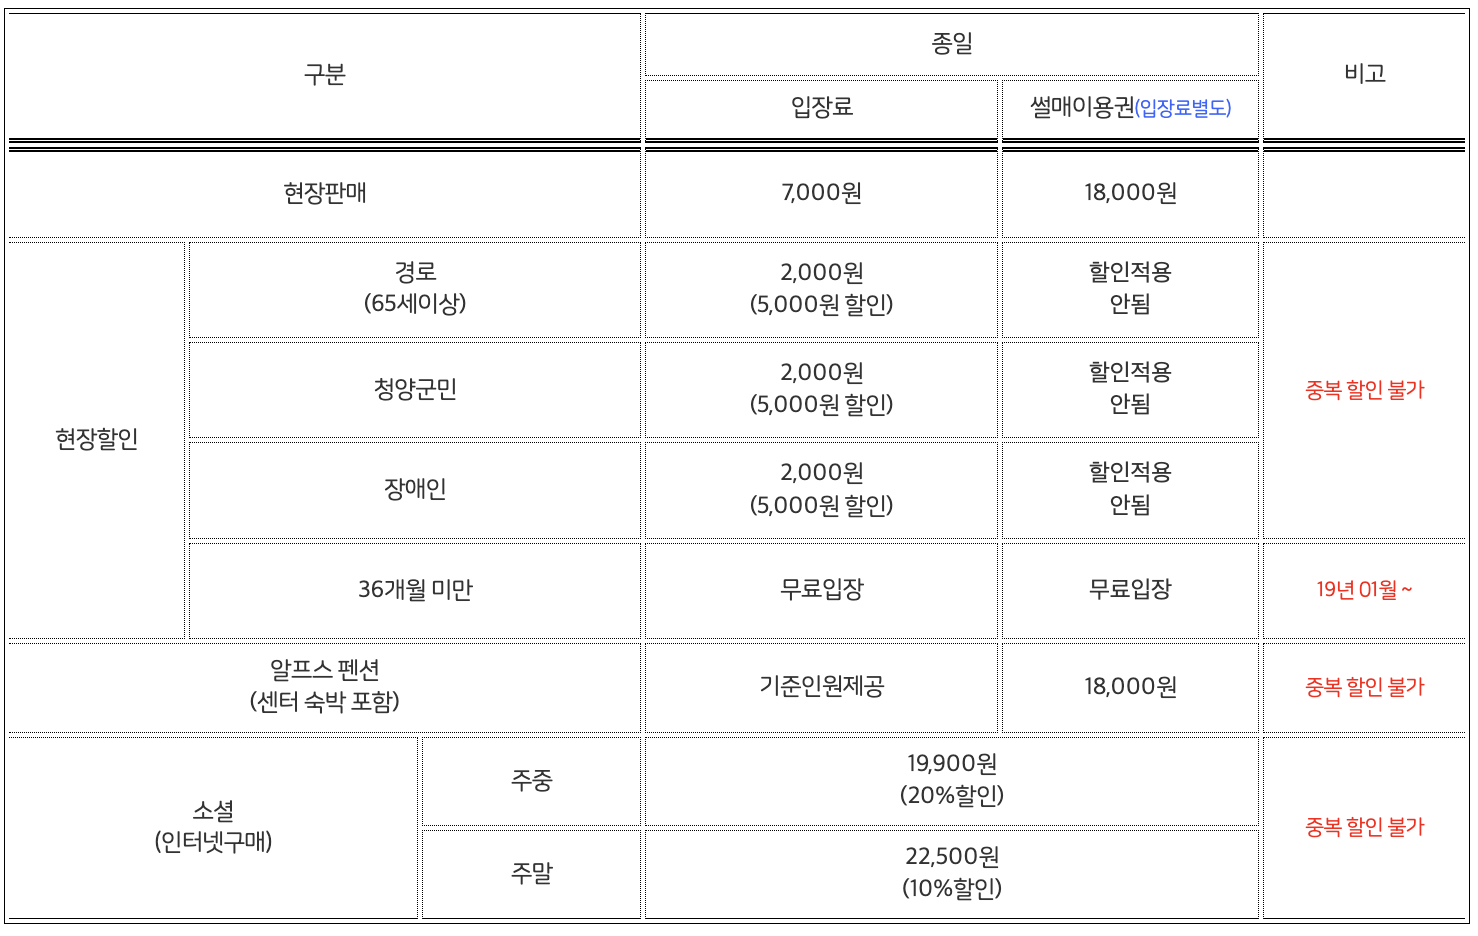 구분
종일
비고
입장료
썰매이용권(입장료별도)
현장판매
7,000원
18,000원
현장할인
경로
(65세이상)
2,000원
(5,000원 할인)
할인적용
안됨
중복 할인 불가
청양군민
2,000원
(5,000원 할인)
할인적용
안됨
장애인
2,000원
(5,000원 할인)
할인적용
안됨
36개월 미만
무료입장
무료입장
19년 01월 ~
알프스 펜션
(센터 숙박 포함)
기준인원제공
18,000원
중복 할인 불가
소셜
(인터넷구매)
주중
19,900원
(20%할인)
중복 할인 불가
주말
22,500원
(10%할인)